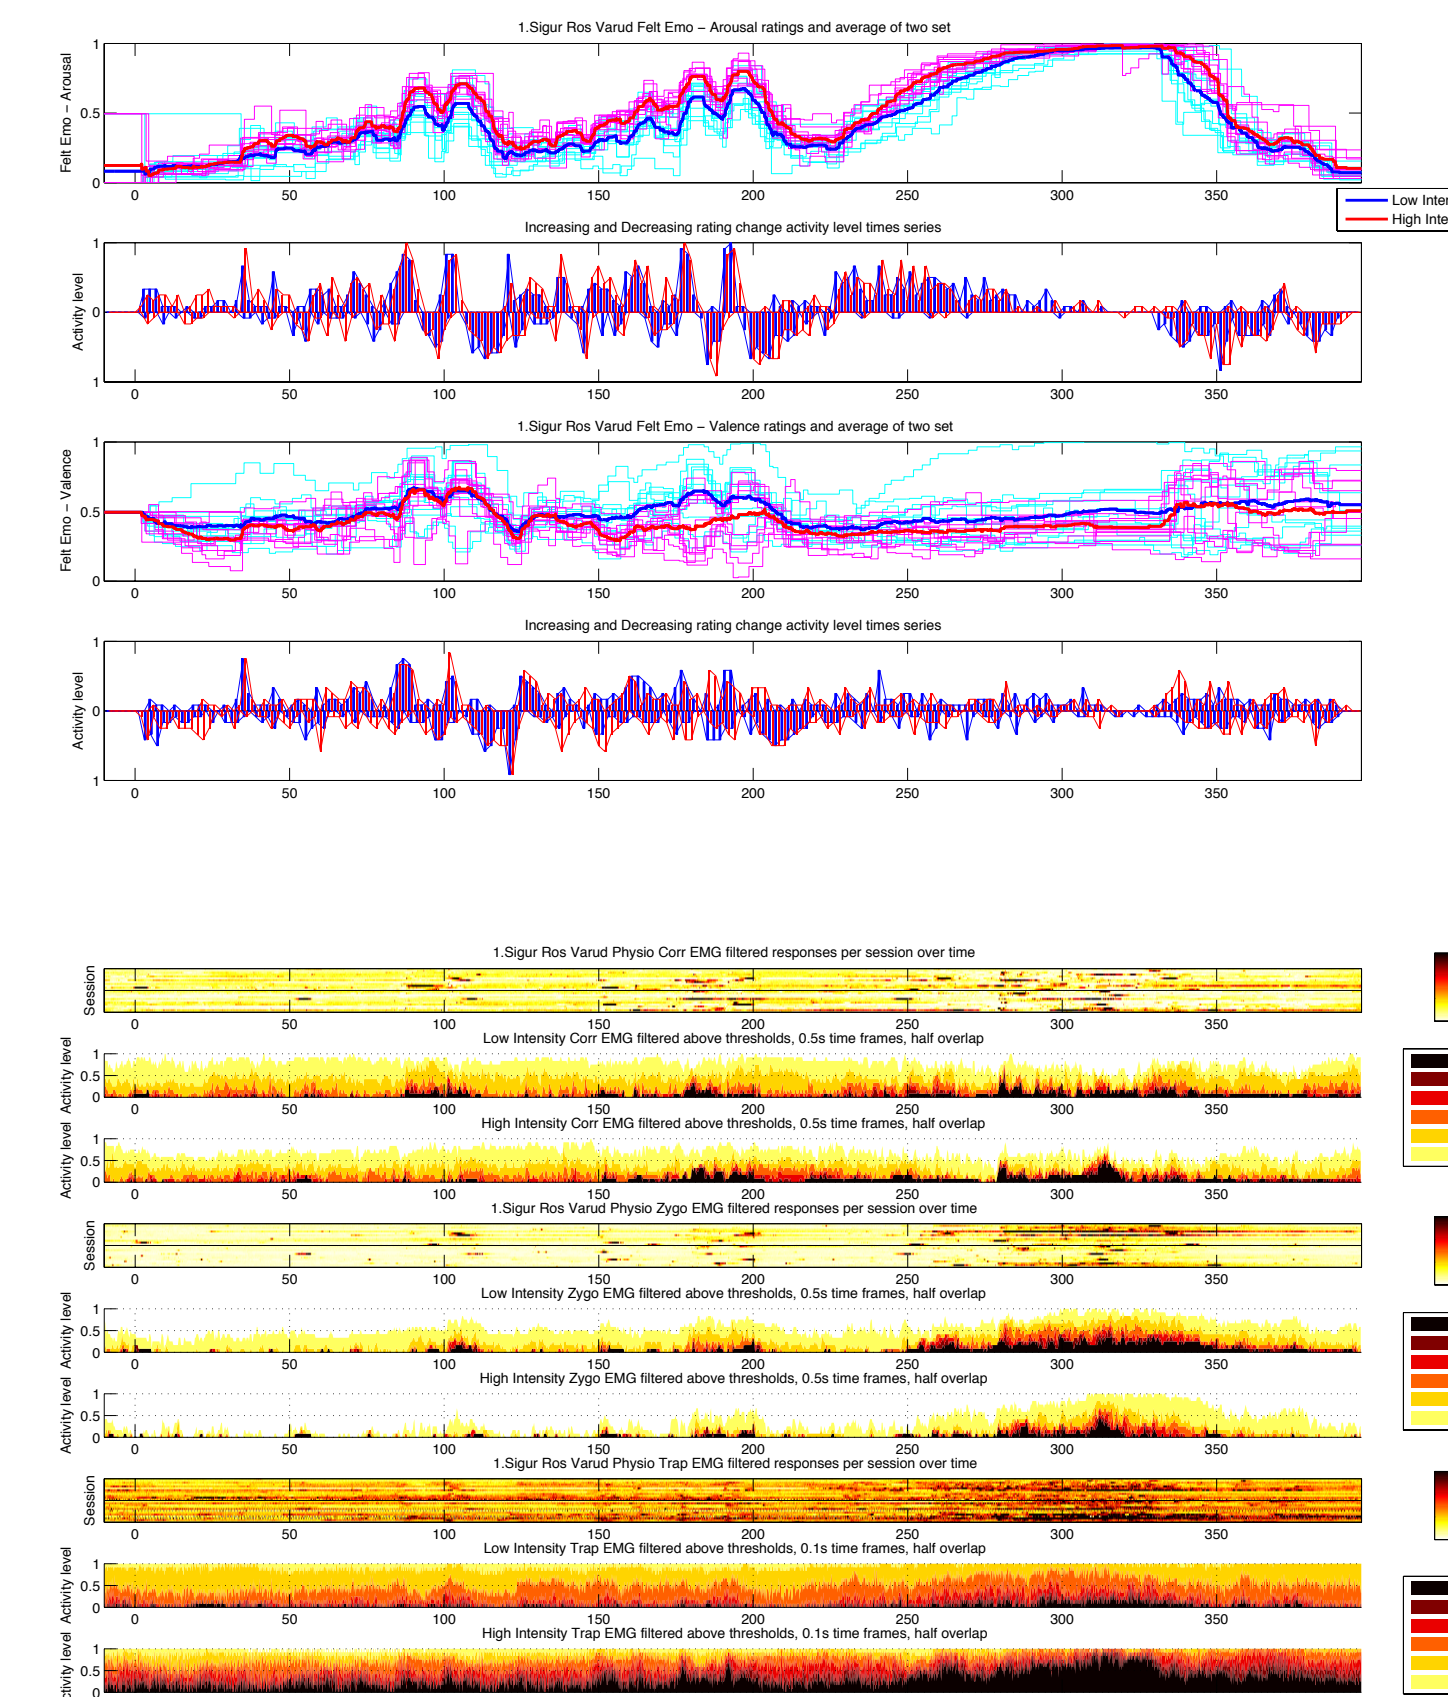 1.Sigur Ros Varud Felt Emo − Arousal ratings and average of two set
Felt Emo − Arousal
1
0.5
0
0 50 100 150 200 250 300 350
Low Inter
High Inte
Increasing and Decreasing rating change activity level times series
Activity level
1
0
1
0 50 100 150 200 250 300 350
1.Sigur Ros Varud Felt Emo − Valence ratings and average of two set
Felt Emo − Valence
1
0.5
0
0 50 100 150 200 250 300 350
Increasing and Decreasing rating change activity level times series
Activity level
1
0
1
0 50 100 150 200 250 300 350
1.Sigur Ros Varud Physio Corr EMG filtered responses per session over time
Session
0 50 100 150 200 250 300 350
Low Intensity Corr EMG filtered above thresholds, 0.5s time frames, half overlap
Activity level
1
0.5
0
0 50 100 150 200 250 300 350
High Intensity Corr EMG filtered above thresholds, 0.5s time frames, half overlap
Activity level
1
0.5
0
0 50 100 150 200 250 300 350
1.Sigur Ros Varud Physio Zygo EMG filtered responses per session over time
Session
0 50 100 150 200 250 300 350
Low Intensity Zygo EMG filtered above thresholds, 0.5s time frames, half overlap
Activity level
1
0.5
0
0 50 100 150 200 250 300 350
High Intensity Zygo EMG filtered above thresholds, 0.5s time frames, half overlap
Activity level
1
0.5
0
0 50 100 150 200 250 300 350
1.Sigur Ros Varud Physio Trap EMG filtered responses per session over time
Session
0 50 100 150 200 250 300 350
Low Intensity Trap EMG filtered above thresholds, 0.1s time frames, half overlap
Activity level
1
0.5
0
0 50 100 150 200 250 300 350
High Intensity Trap EMG filtered above thresholds, 0.1s time frames, half overlap
ctivity level
1
0.5
0